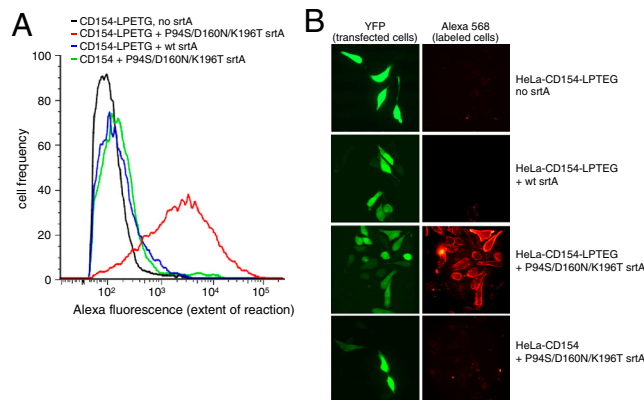 A
CD154-LPETG, no srtA
CD154-LPETG + P94S/D160N/K196T srtA
CD154-LPETG + wt srtA
CD154 + P94S/D160N/K196T srtA
cell frequency
100
80
60
40
20
0
10²
10³
10⁴
10⁵
Alexa fluorescence (extent of reaction)
B
YFP
(transfected cells)
Alexa 568
(labeled cells)
HeLa-CD154-LPTEG
no srtA
HeLa-CD154-LPTEG
+ wt srtA
HeLa-CD154-LPTEG
+ P94S/D160N/K196T srtA
HeLa-CD154
+ P94S/D160N/K196T srtA